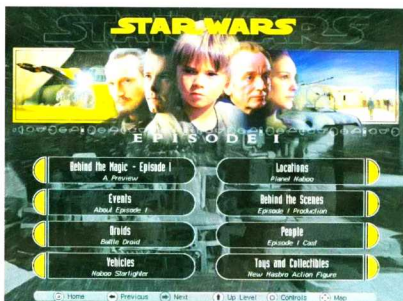 STAR WARS
EPISODE I
Behind the Magic - Episode I
A Preview
Locations
Planet Naboo
Events
About Episode I
Behind the Scenes
Episode I Production
Droids
Battle Droid
People
Episode I Cast
Vehicles
Naboo Starfighter
Toys and Collectibles
New Hasbro Action Figure
Home
Previous
Next
Up Level
Controls
Map